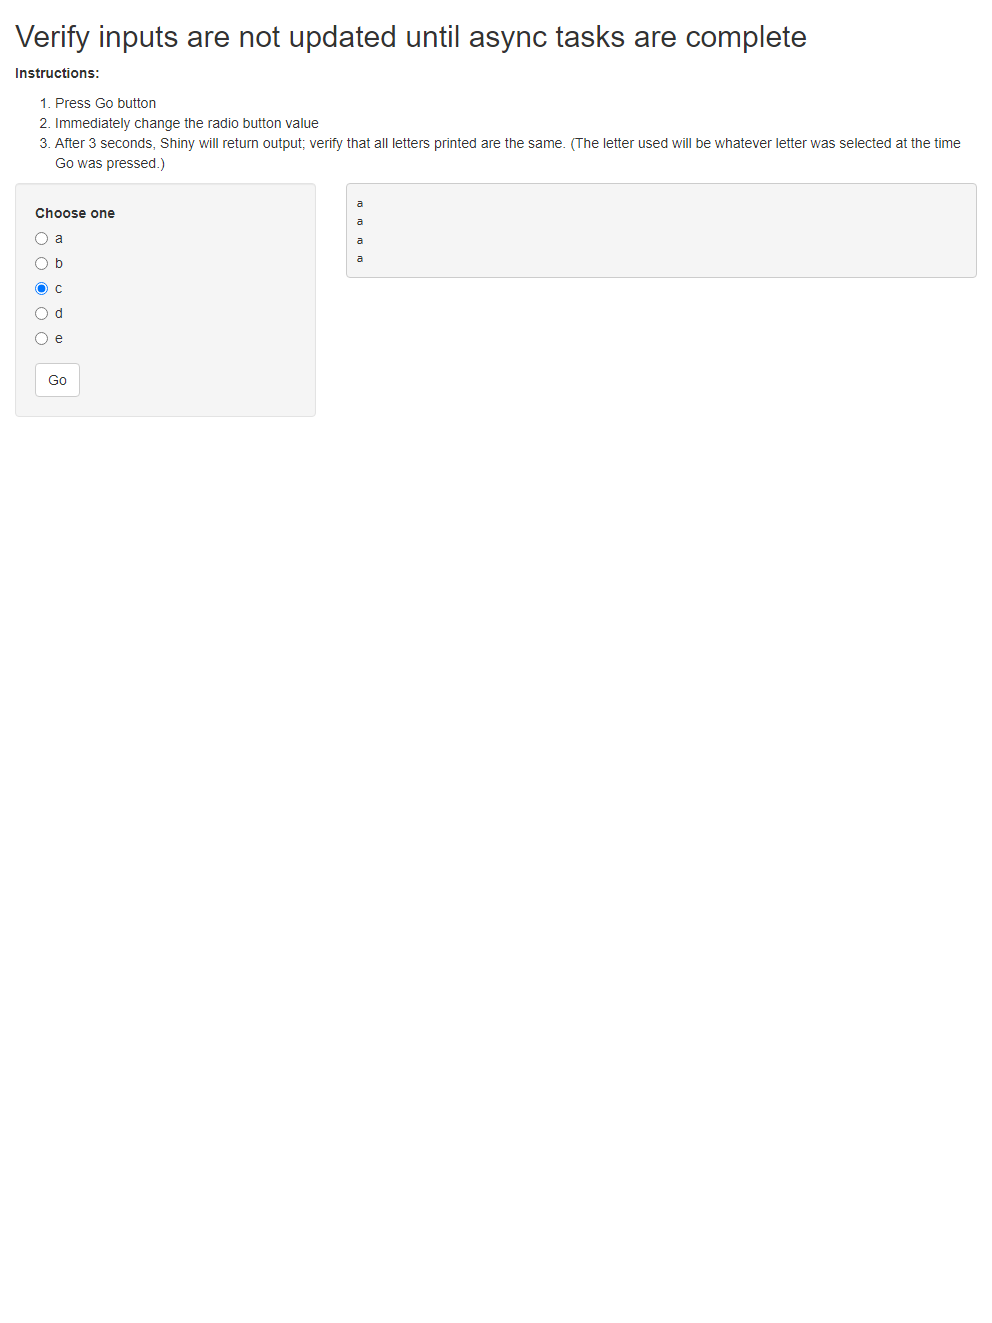 Verify inputs are not updated until async tasks are complete
Instructions:
1. Press Go button
2. Immediately change the radio button value
3. After 3 seconds, Shiny will return output; verify that all letters printed are the same. (The letter used will be whatever letter was selected at the time
Go was pressed.)
Choose one
a
b
c
d
e
Go
a
a
a
a